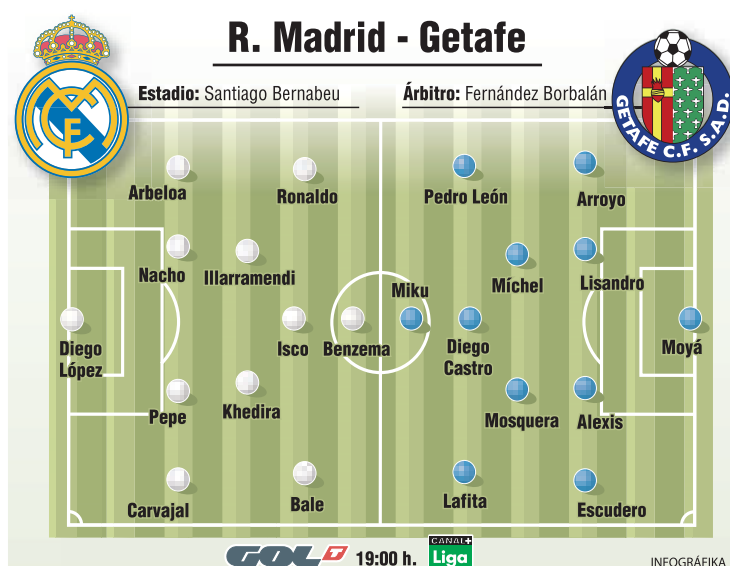 R. Madrid - Getafe
Estadio: Santiago Bernabeu
Árbitro: Fernández Borbalán
GETAFE C.F. S.A.D.
Arbeloa
Ronaldo
Pedro León
Arroyo
Nacho
Illarramendi
Miku
Míchel
Lisandro
Diego
López
Isco
Benzema
Diego
Castro
Moyá
Pepe
Khedira
Mosquera
Alexis
Carvajal
Bale
Lafita
Escudero
GOL T
19:00 h.
CANAL+
Liga
INFOGRÁFIKA